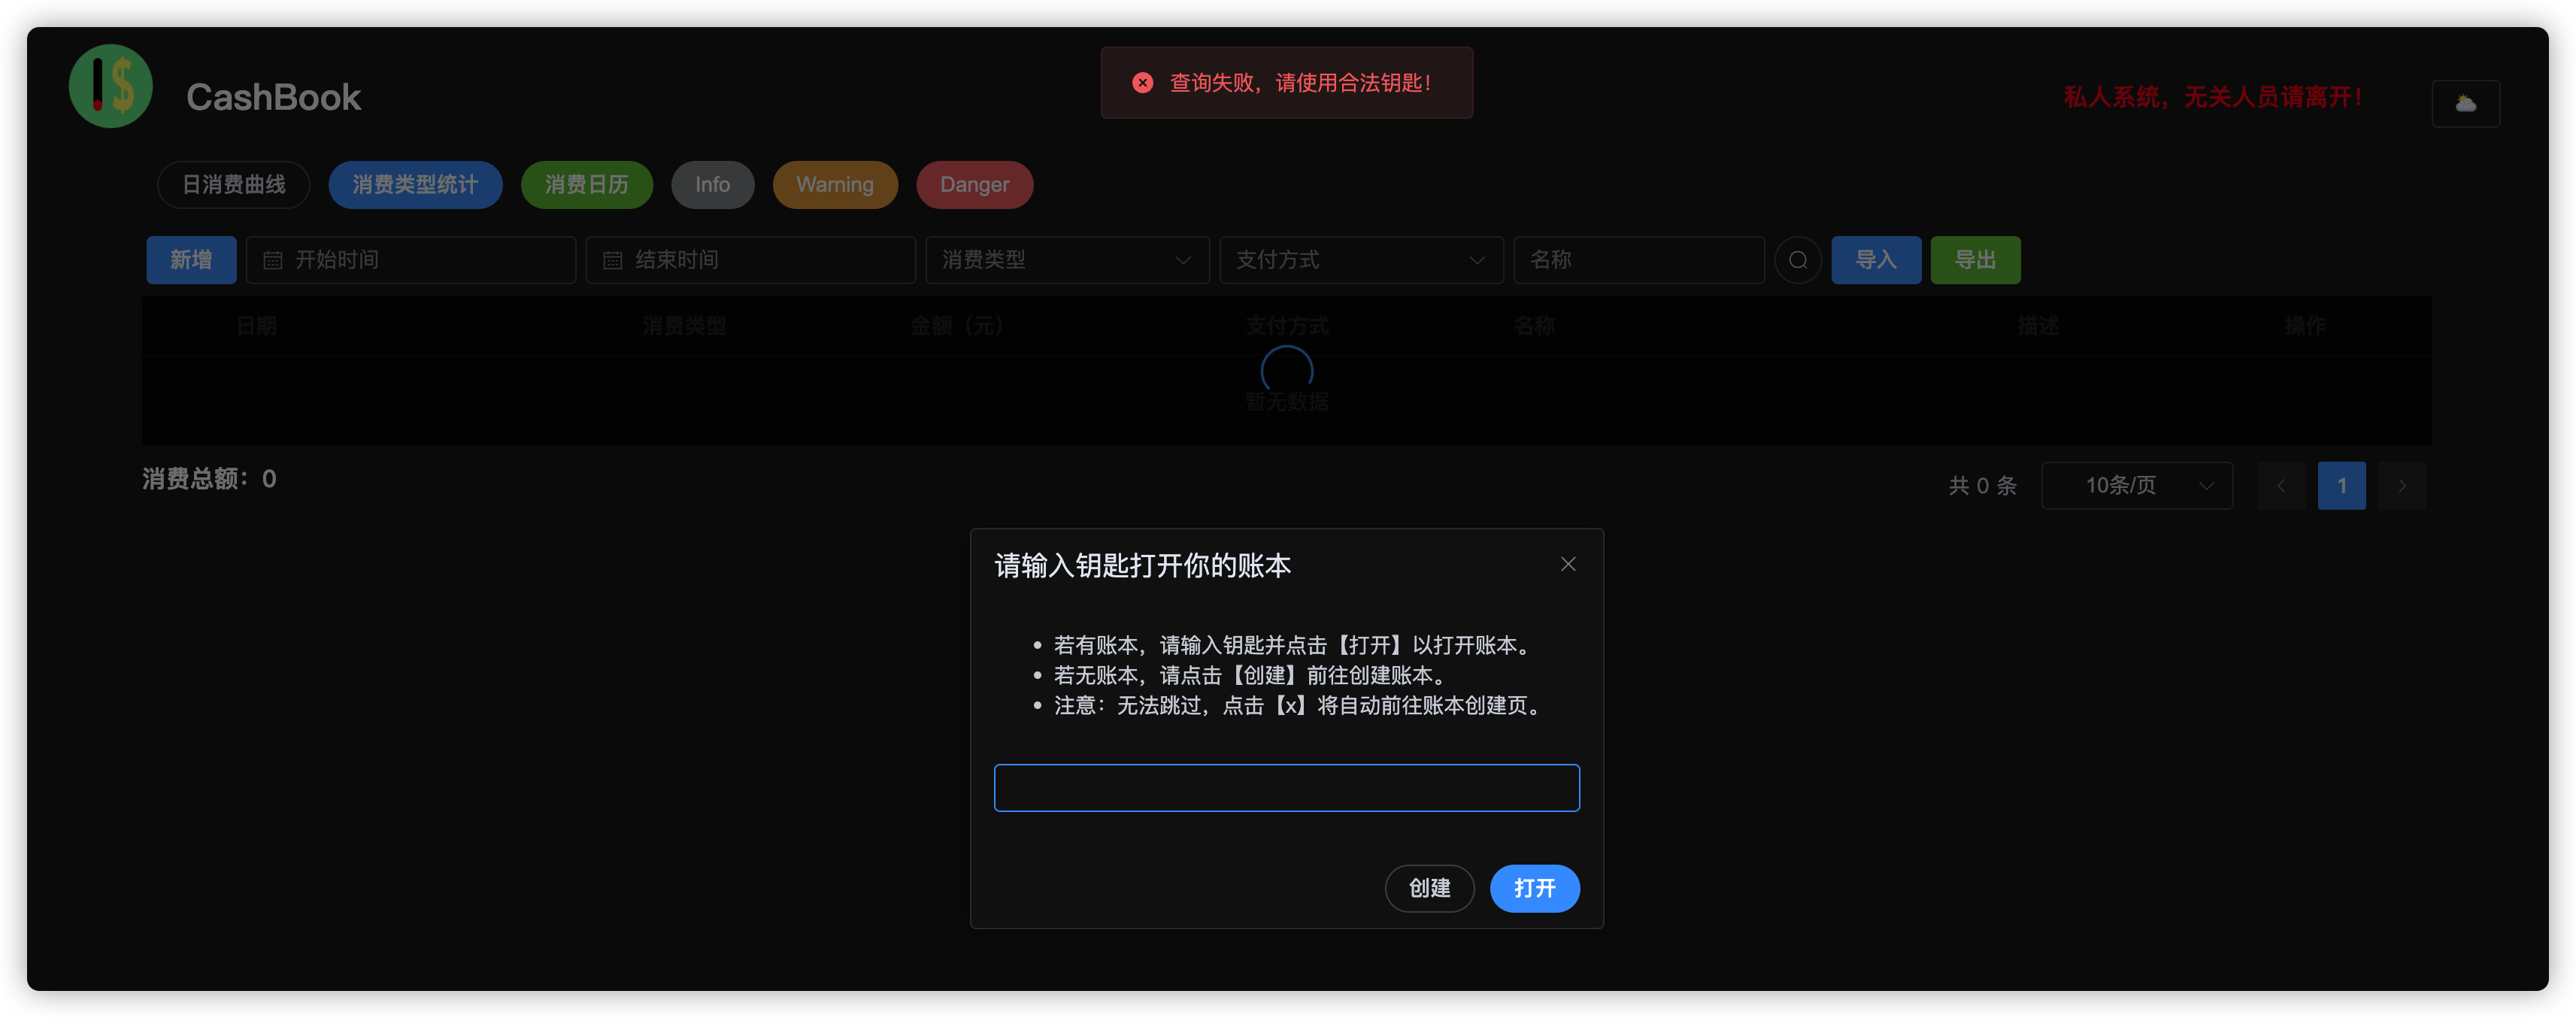 CashBook
查询失败，请使用合法钥匙！
私人系统，无关人员请离开！
日消费曲线 消费类型统计 消费日历 Info Warning Danger
新增 开始时间 结束时间 消费类型 支付方式 名称 导入 导出
日期 消费类型 金额（元） 支付方式 名称 描述 操作
暂无数据
消费总额：0
共 0 条 10条/页 1
请输入钥匙打开你的账本
若有账本，请输入钥匙并点击【打开】以打开账本。
若无账本，请点击【创建】前往创建账本。
注意：无法跳过，点击【x】将自动前往账本创建页。
创建 打开